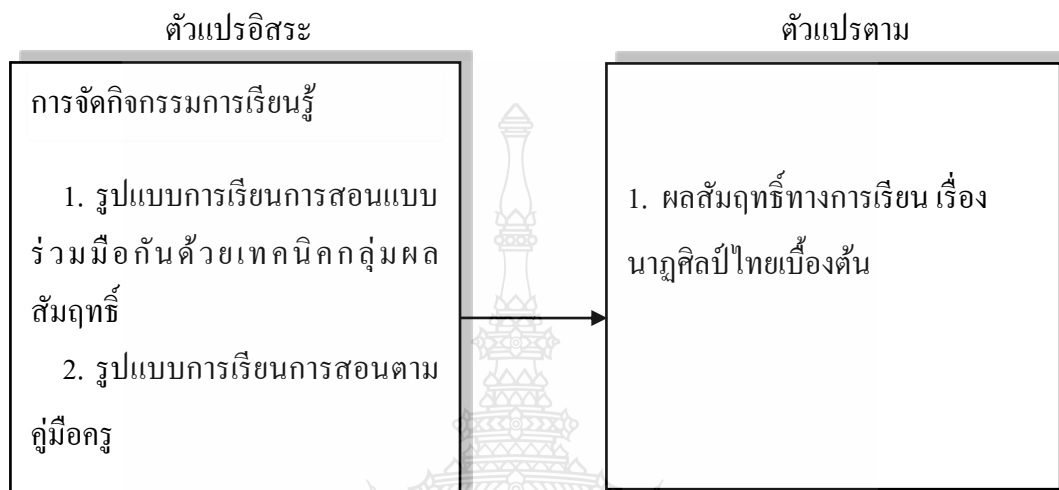 ตัวแปรอิสระ
การจัดกิจกรรมการเรียนรู้
1. รูปแบบการเรียนการสอนแบบ
ร่วมมือกันด้วยเทคนิคกลุ่มผล
สัมฤทธิ์
2. รูปแบบการเรียนการสอนตาม
คู่มือครู
ตัวแปรตาม
1. ผลสัมฤทธิ์ทางการเรียน เรื่อง
นาฏศิลป์ไทยเบื้องต้น